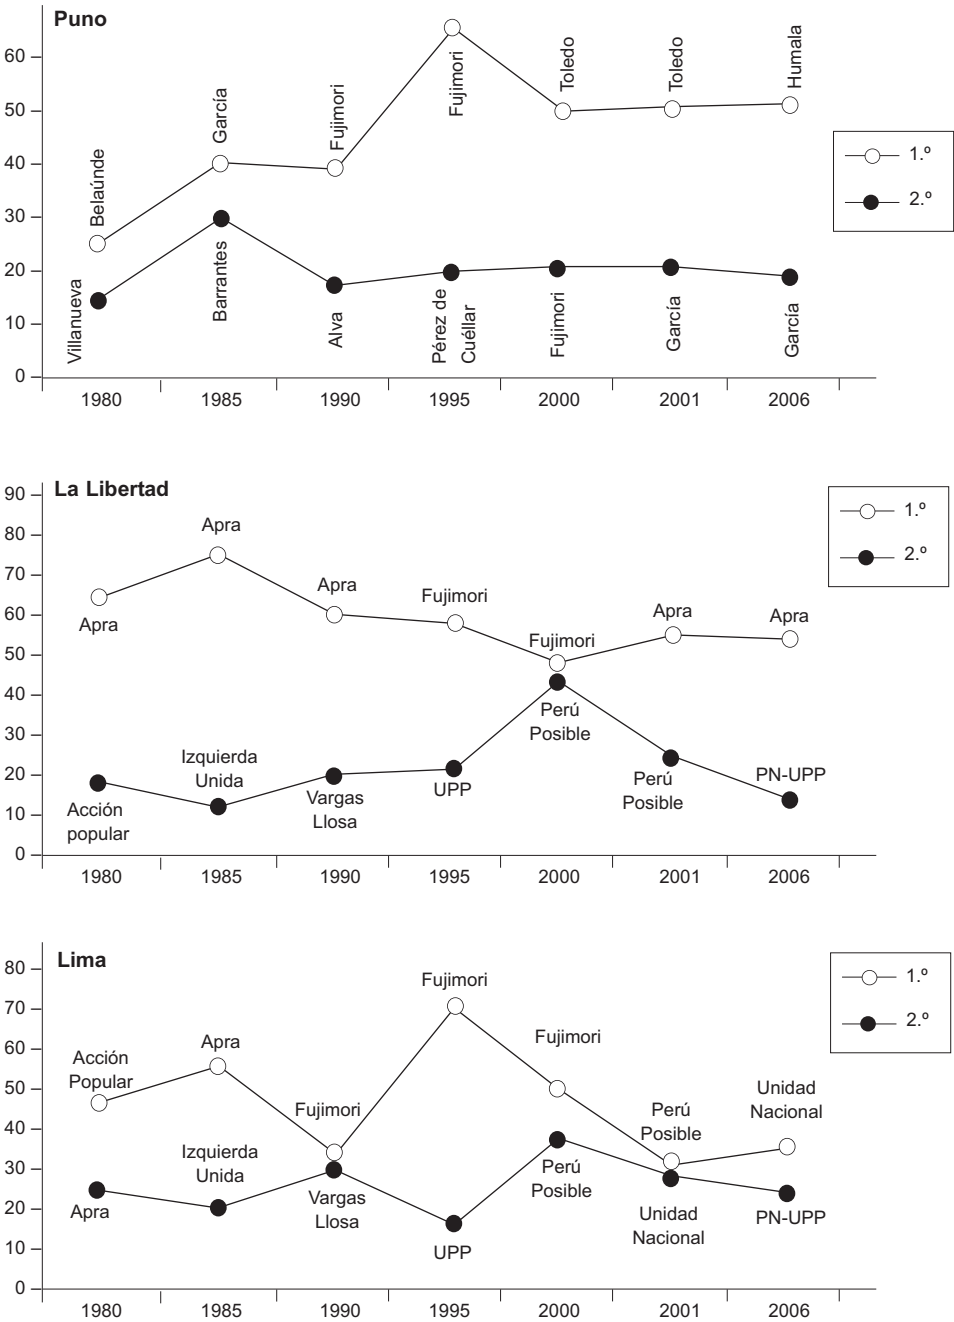 Puno
60
50
40
30
20
10
0
Belaúnde
García
Fujimori
Fujimori
Toledo
Toledo
Humala
Villanueva
Barrantes
Alva
Pérez de
Cuéllar
Fujimori
García
García
1.º
2.º
1980 1985 1990 1995 2000 2001 2006
La Libertad
90
80
70
60
50
40
30
20
10
0
Apra
Apra
Apra
Fujimori
Fujimori
Apra
Apra
Acción
popular
Izquierda
Unida
Vargas
Llosa
UPP
Perú
Posible
Perú
Posible
PN-UPP
1.º
2.º
1980 1985 1990 1995 2000 2001 2006
Lima
80
70
60
50
40
30
20
10
0
Acción
Popular
Apra
Fujimori
Fujimori
Fujimori
Perú
Posible
Unidad
Nacional
Apra
Izquierda
Unida
Vargas
Llosa
UPP
Perú
Posible
Unidad
Nacional
PN-UPP
1.º
2.º
1980 1985 1990 1995 2000 2001 2006